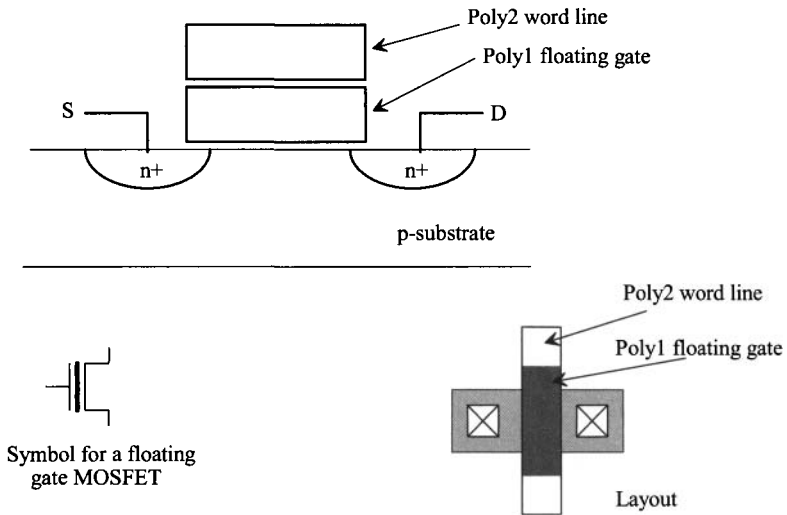 Poly2 word line
Poly1 floating gate
S
D
n+
n+
p-substrate
Poly2 word line
Poly1 floating gate
Symbol for a floating
gate MOSFET
Layout